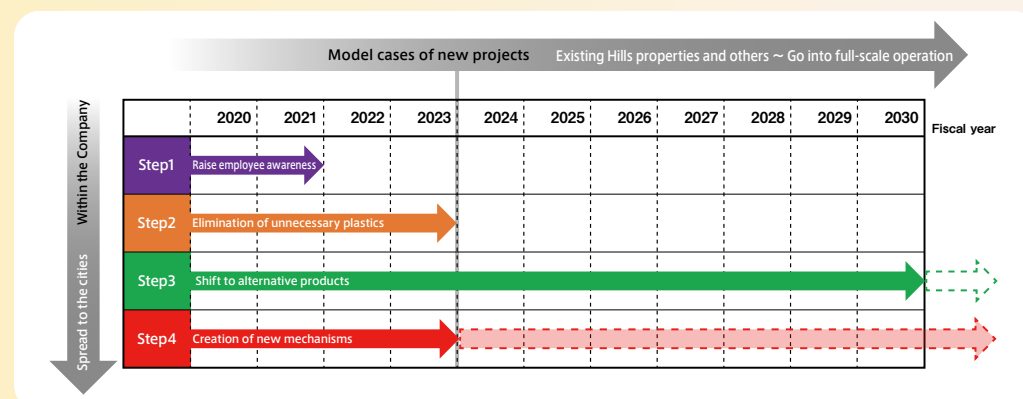 Model cases of new projects Existing Hills properties and others ~ Go into full-scale operation
Within the Company
Spread to the cities
2020 2021 2022 2023 2024 2025 2026 2027 2028 2029 2030
Fiscal year
Step1 Raise employee awareness
Step2 Elimination of unnecessary plastics
Step3 Shift to alternative products
Step4 Creation of new mechanisms